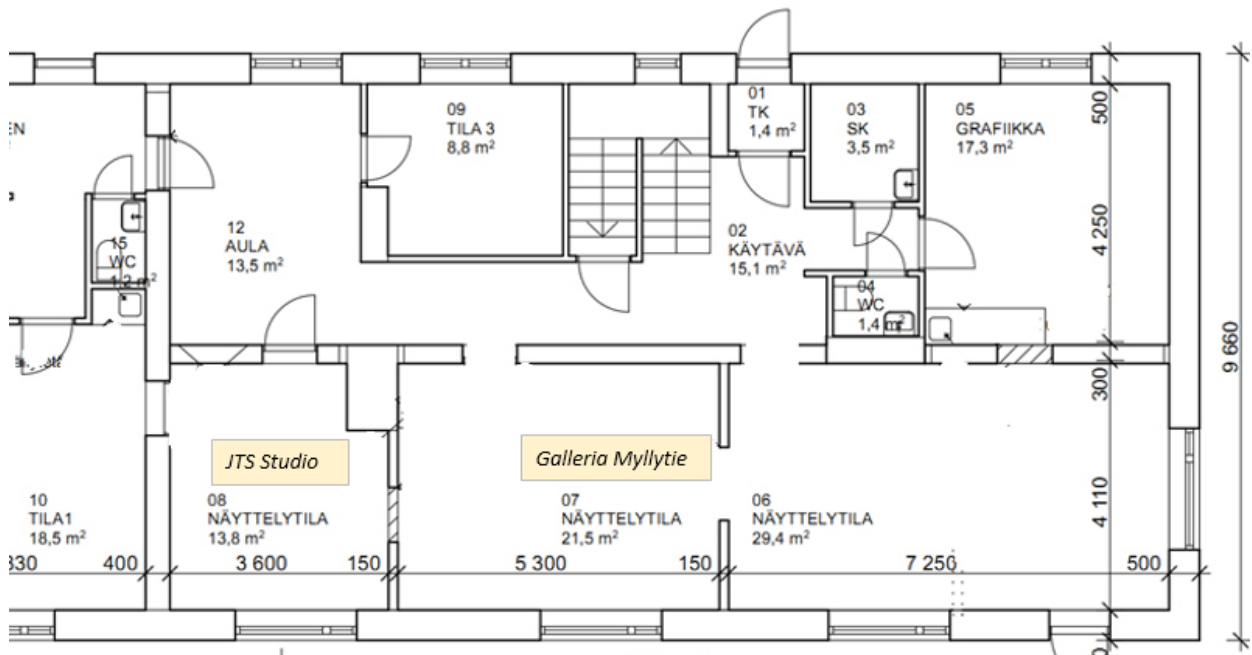 01
TK
1,4 m²
03
SK
3,5 m²
05
GRAFIIKKA
17,3 m²
500
09
TILA 3
8,8 m²
EN
12
AULA
13,5 m²
15
WC
1,2 m²
02
KÄYTÄVÄ
15,1 m²
4 250
04
WC
1,4 m²
9 660
300
JTS Studio
Galleria Myllytie
10
TILA1
18,5 m²
08
NÄYTTELYTILA
13,8 m²
07
NÄYTTELYTILA
21,5 m²
06
NÄYTTELYTILA
29,4 m²
4 110
330
400
3 600
150
5 300
150
7 250
500